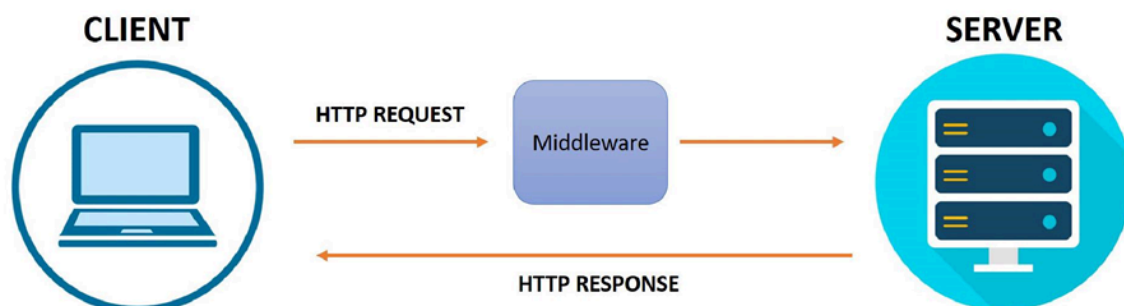 CLIENT
SERVER
HTTP REQUEST
Middleware
HTTP RESPONSE